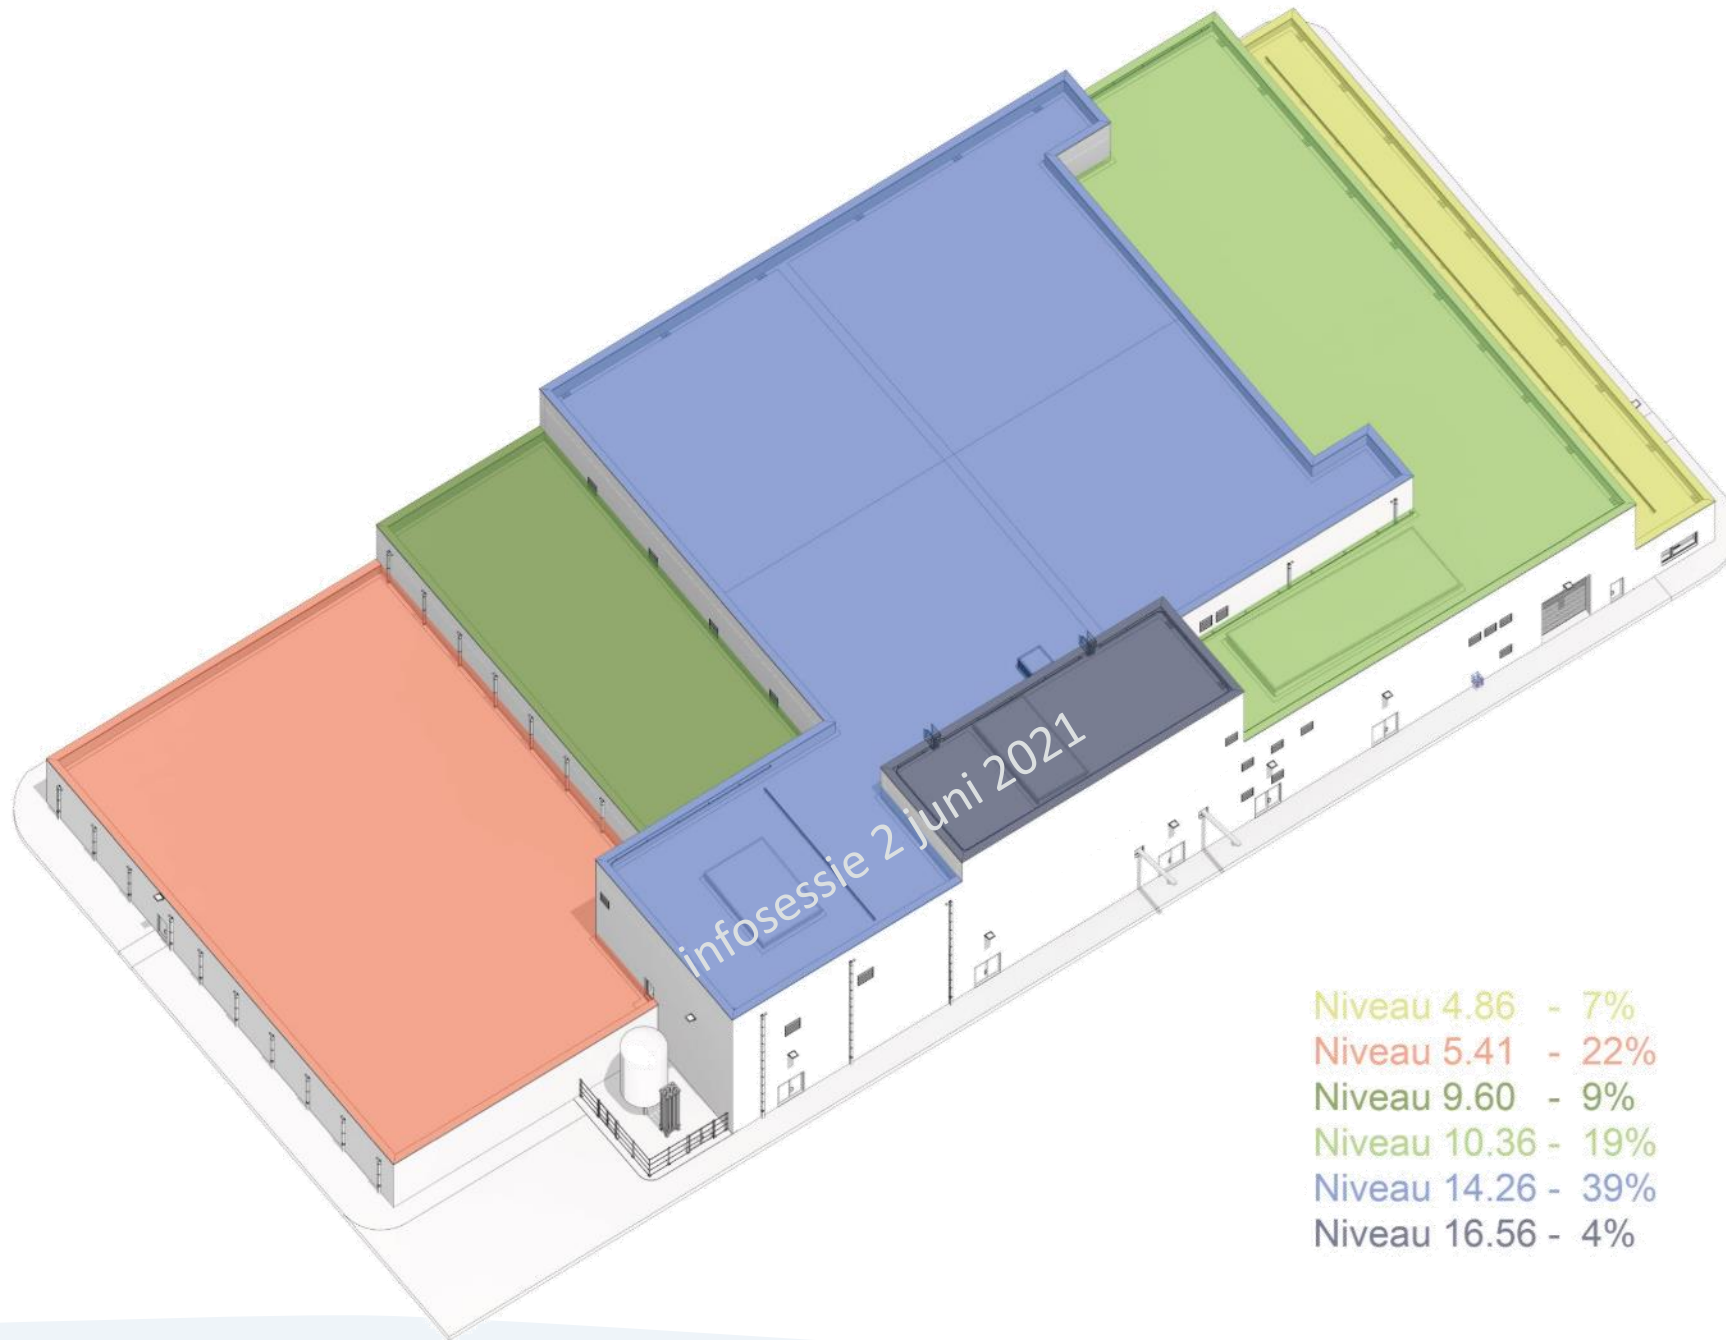 infosessie 2 juni 2021
Niveau 4.86 - 7%
Niveau 5.41 - 22%
Niveau 9.60 - 9%
Niveau 10.36 - 19%
Niveau 14.26 - 39%
Niveau 16.56 - 4%